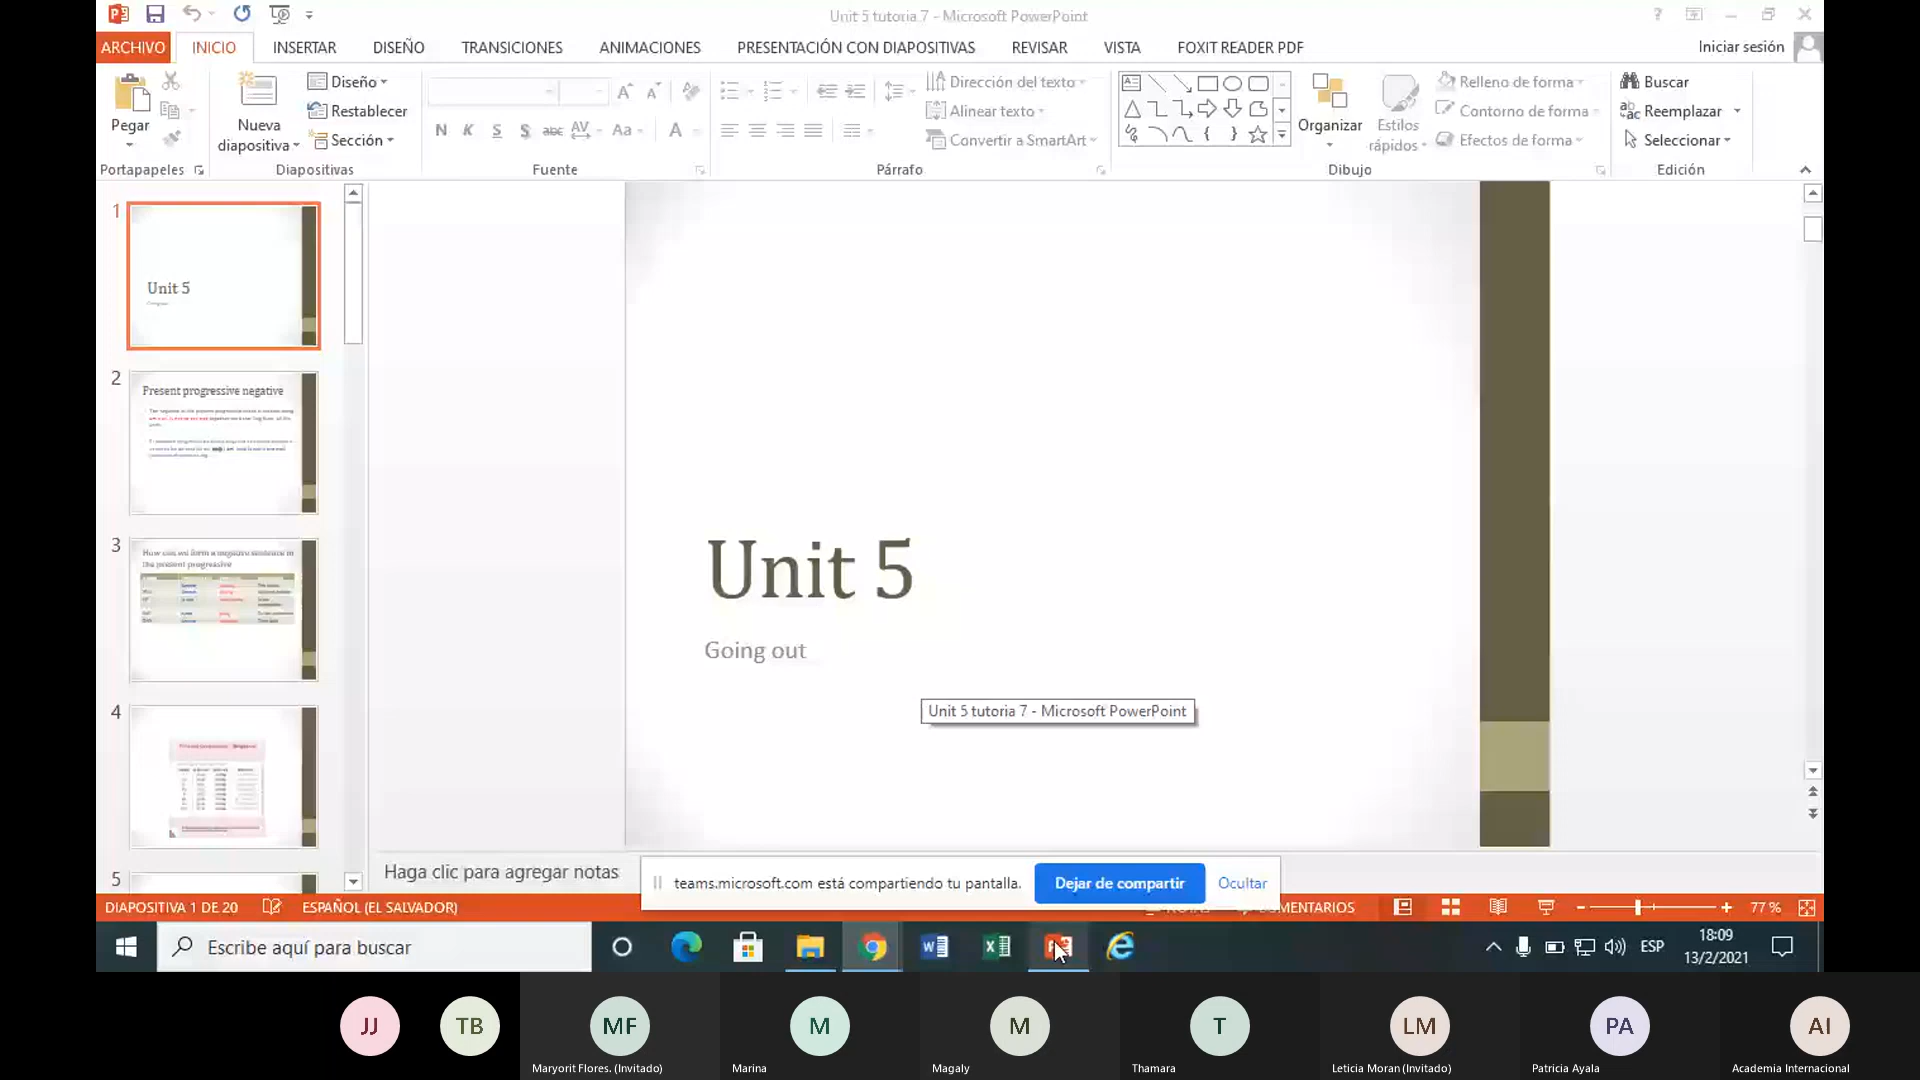 Unit 5 tutoria 7 - Microsoft PowerPoint
ARCHIVO INICIO INSERTAR DISEÑO TRANSICIONES ANIMACIONES PRESENTACIÓN CON DIAPOSITIVAS REVISAR VISTA FOXIT READER PDF Iniciar sesión
Pegar
Nueva diapositiva
Diseño
Restablecer
Sección
N K S S abc AV Aa A
Dirección del texto
Alinear texto
Convertir a SmartArt
Organizar
Estilos rápidos
Relleno de forma
Contorno de forma
Efectos de forma
Buscar
Reemplazar
Seleccionar
Portapapeles Diapositivas Fuente Párrafo Dibujo Edición
1
Unit 5
2
Present progressive negative
3
How can we form a negative sentence in
the present progressive
4
5
Unit 5
Going out
Unit 5 tutoria 7 - Microsoft PowerPoint
Haga clic para agregar notas
teams.microsoft.com está compartiendo tu pantalla. Dejar de compartir Ocultar
DIAPOSITIVA 1 DE 20 ESPAÑOL (EL SALVADOR) 77 %
Escribe aquí para buscar
ESP
18:09
13/2/2021
JJ TB MF M M T LM PA AI
Maryorit Flores. (Invitado) Marina Magaly Thamara Leticia Moran (Invitado) Patricia Ayala Academia Internacional